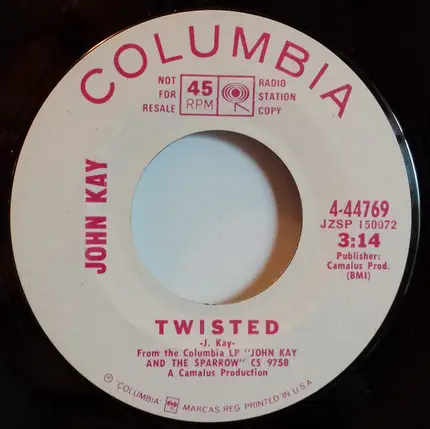 COLUMBIA
NOT
FOR
RESALE
45
RPM
RADIO
STATION
COPY
JOHN KAY
4-44769
JZSP 150072
3:14
Publisher:
Camalus Prod.
(BMI)
TWISTED
-J. Kay-
From the Columbia LP "JOHN KAY
AND THE SPARROW" CS 9758
A Camalus Production
© "COLUMBIA" MARCAS REG. PRINTED IN U.S.A